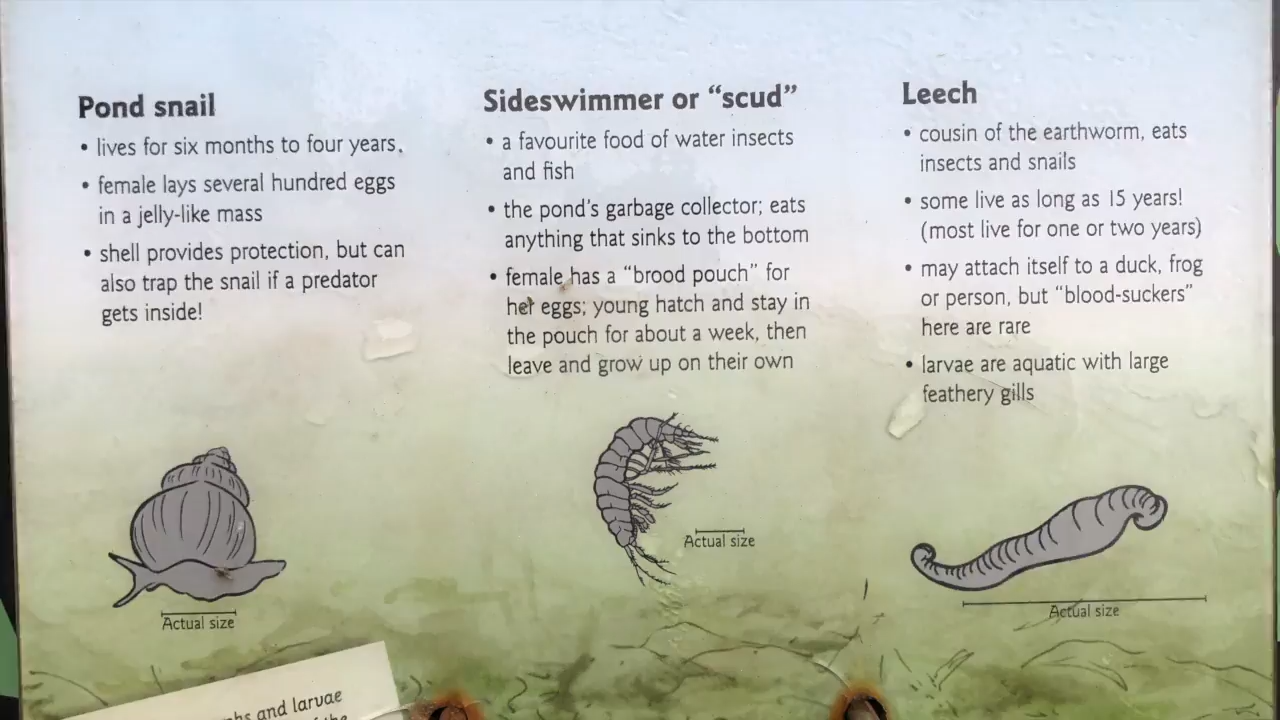 Pond snail
• lives for six months to four years.
• female lays several hundred eggs
in a jelly-like mass
• shell provides protection, but can
also trap the snail if a predator
gets inside!
Actual size
Sideswimmer or “scud”
• a favourite food of water insects
and fish
• the pond’s garbage collector; eats
anything that sinks to the bottom
• female has a “brood pouch” for
her eggs; young hatch and stay in
the pouch for about a week, then
leave and grow up on their own
Actual size
Leech
• cousin of the earthworm, eats
insects and snails
• some live as long as 15 years!
(most live for one or two years)
• may attach itself to a duck, frog
or person, but “blood-suckers”
here are rare
• larvae are aquatic with large
feathery gills
Actual size
and larvae